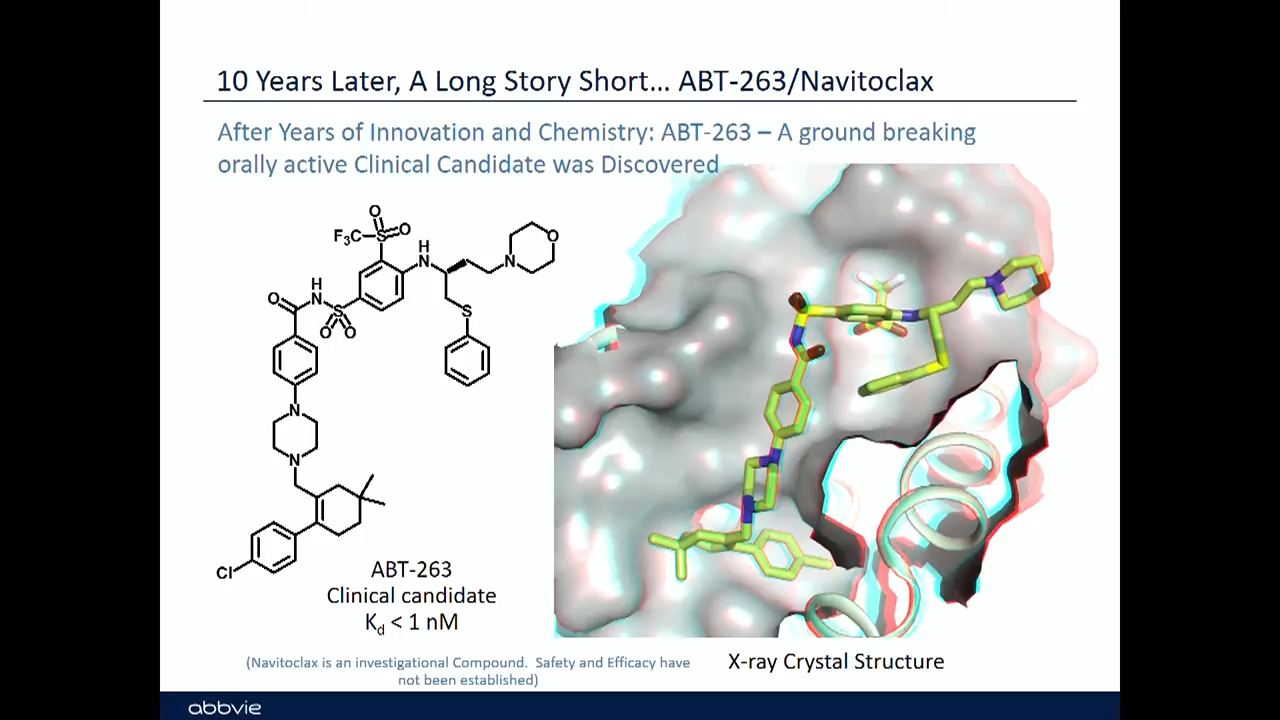 10 Years Later, A Long Story Short... ABT-263/Navitoclax
After Years of Innovation and Chemistry: ABT-263 – A ground breaking
orally active Clinical Candidate was Discovered
O
O
S
F₃C
H
N
N
O
H
N
O
S
O
O
S
N
N
Cl
ABT-263
Clinical candidate
K_d < 1 nM
(Navitoclax is an investigational Compound. Safety and Efficacy have
not been established)
X-ray Crystal Structure
abbvie